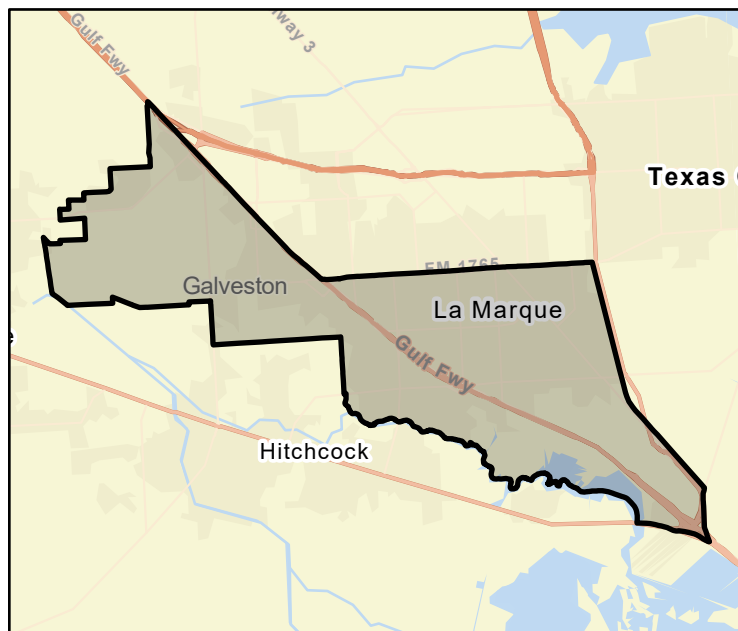 Gulf Fwy
way 3
Texas
FM 1765
Galveston
La Marque
Gulf Fwy
e
Hitchcock